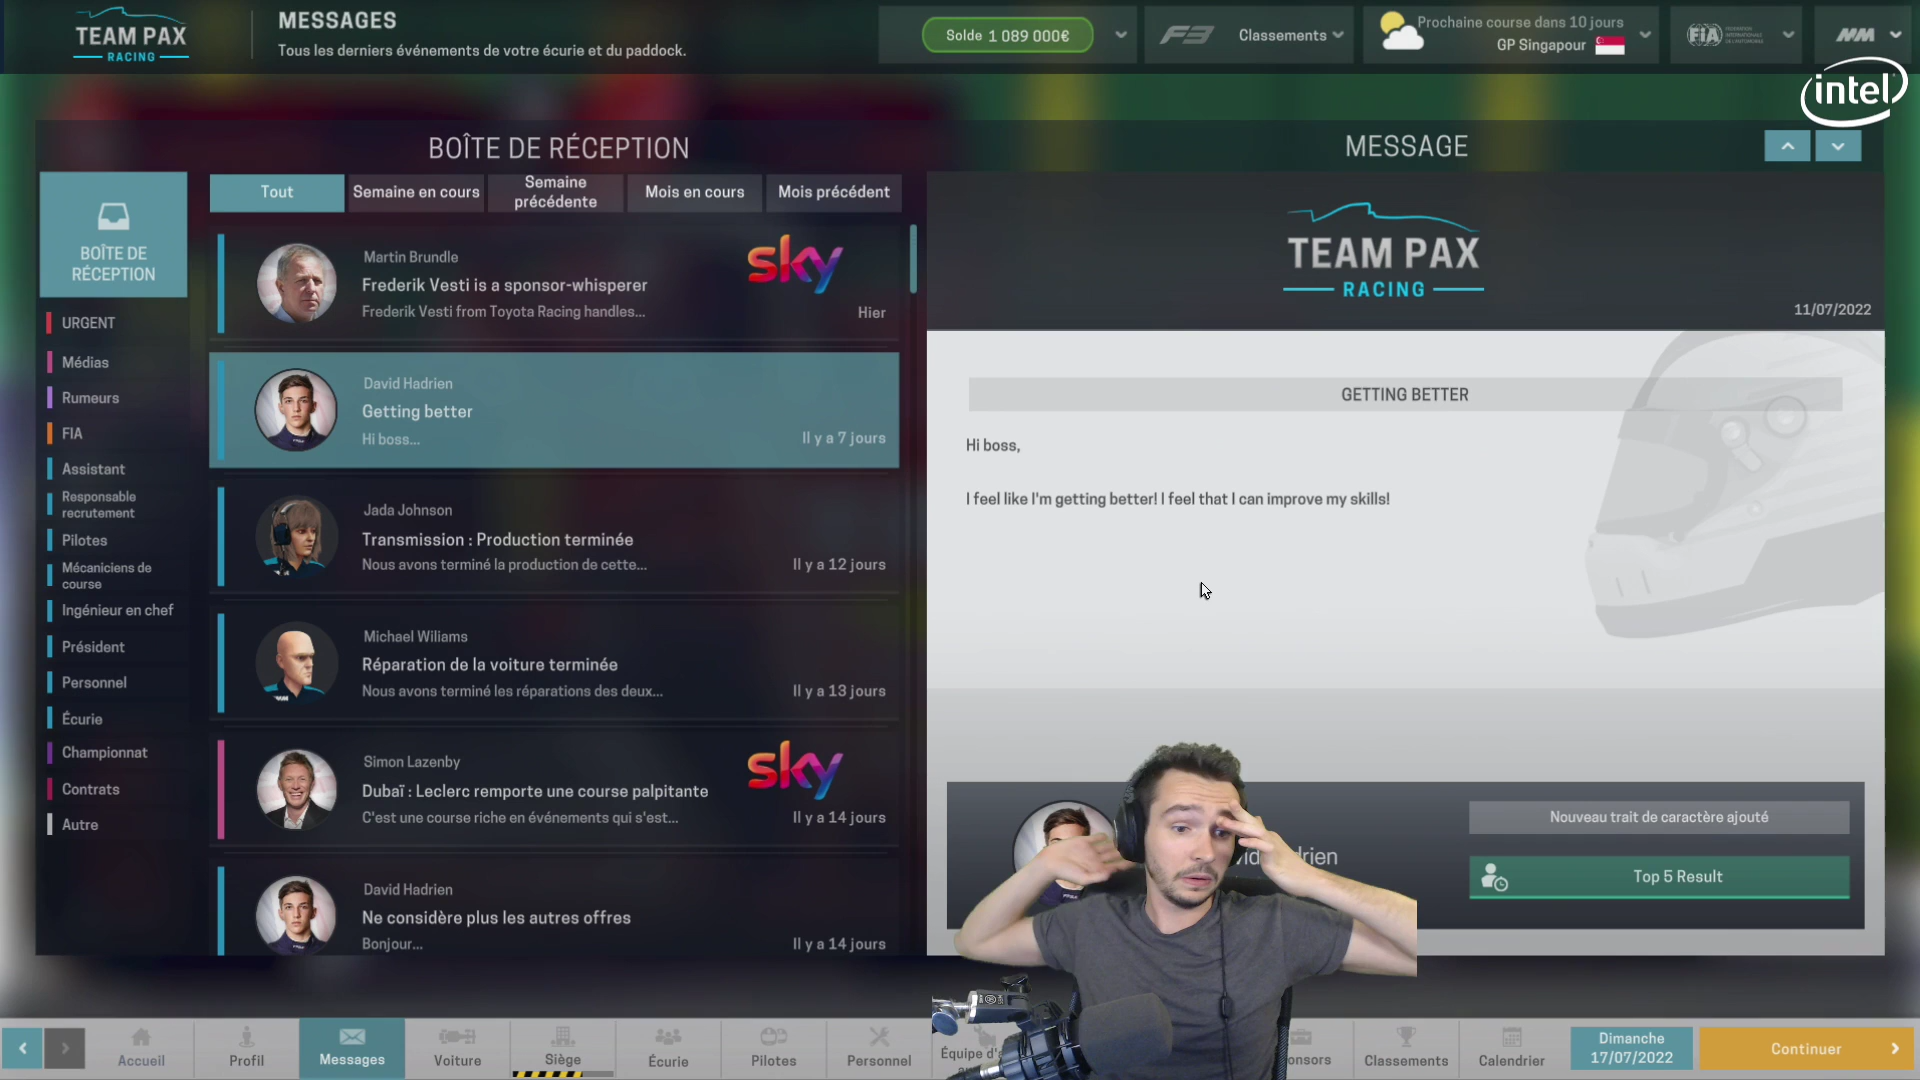 TEAM PAX
RACING
MESSAGES
Tous les derniers événements de votre écurie et du paddock.
Solde 1 089 000€
F3
Classements
Prochaine course dans 10 jours
GP Singapour
FiA
intel
BOÎTE DE RÉCEPTION
MESSAGE
BOÎTE DE
RÉCEPTION
Tout
Semaine en cours
Semaine
précédente
Mois en cours
Mois précédent
URGENT
Médias
Rumeurs
FIA
Assistant
Responsable
recrutement
Pilotes
Mécaniciens de
course
Ingénieur en chef
Président
Personnel
Écurie
Championnat
Contrats
Autre
Martin Brundle
Frederik Vesti is a sponsor-whisperer
Frederik Vesti from Toyota Racing handles...
sky
Hier
David Hadrien
Getting better
Hi boss...
Il y a 7 jours
Jada Johnson
Transmission : Production terminée
Nous avons terminé la production de cette...
Il y a 12 jours
Michael Wiliams
Réparation de la voiture terminée
Nous avons terminé les réparations des deux...
Il y a 13 jours
Simon Lazenby
Dubaï : Leclerc remporte une course palpitante
C'est une course riche en événements qui s'est...
sky
Il y a 14 jours
David Hadrien
Ne considère plus les autres offres
Bonjour...
Il y a 14 jours
TEAM PAX
RACING
11/07/2022
GETTING BETTER
Hi boss,
I feel like I'm getting better! I feel that I can improve my skills!
Nouveau trait de caractère ajouté
Top 5 Result
Accueil
Profil
Messages
Voiture
Siège
Écurie
Pilotes
Personnel
Équipe d'
Classements
Calendrier
Dimanche
17/07/2022
Continuer